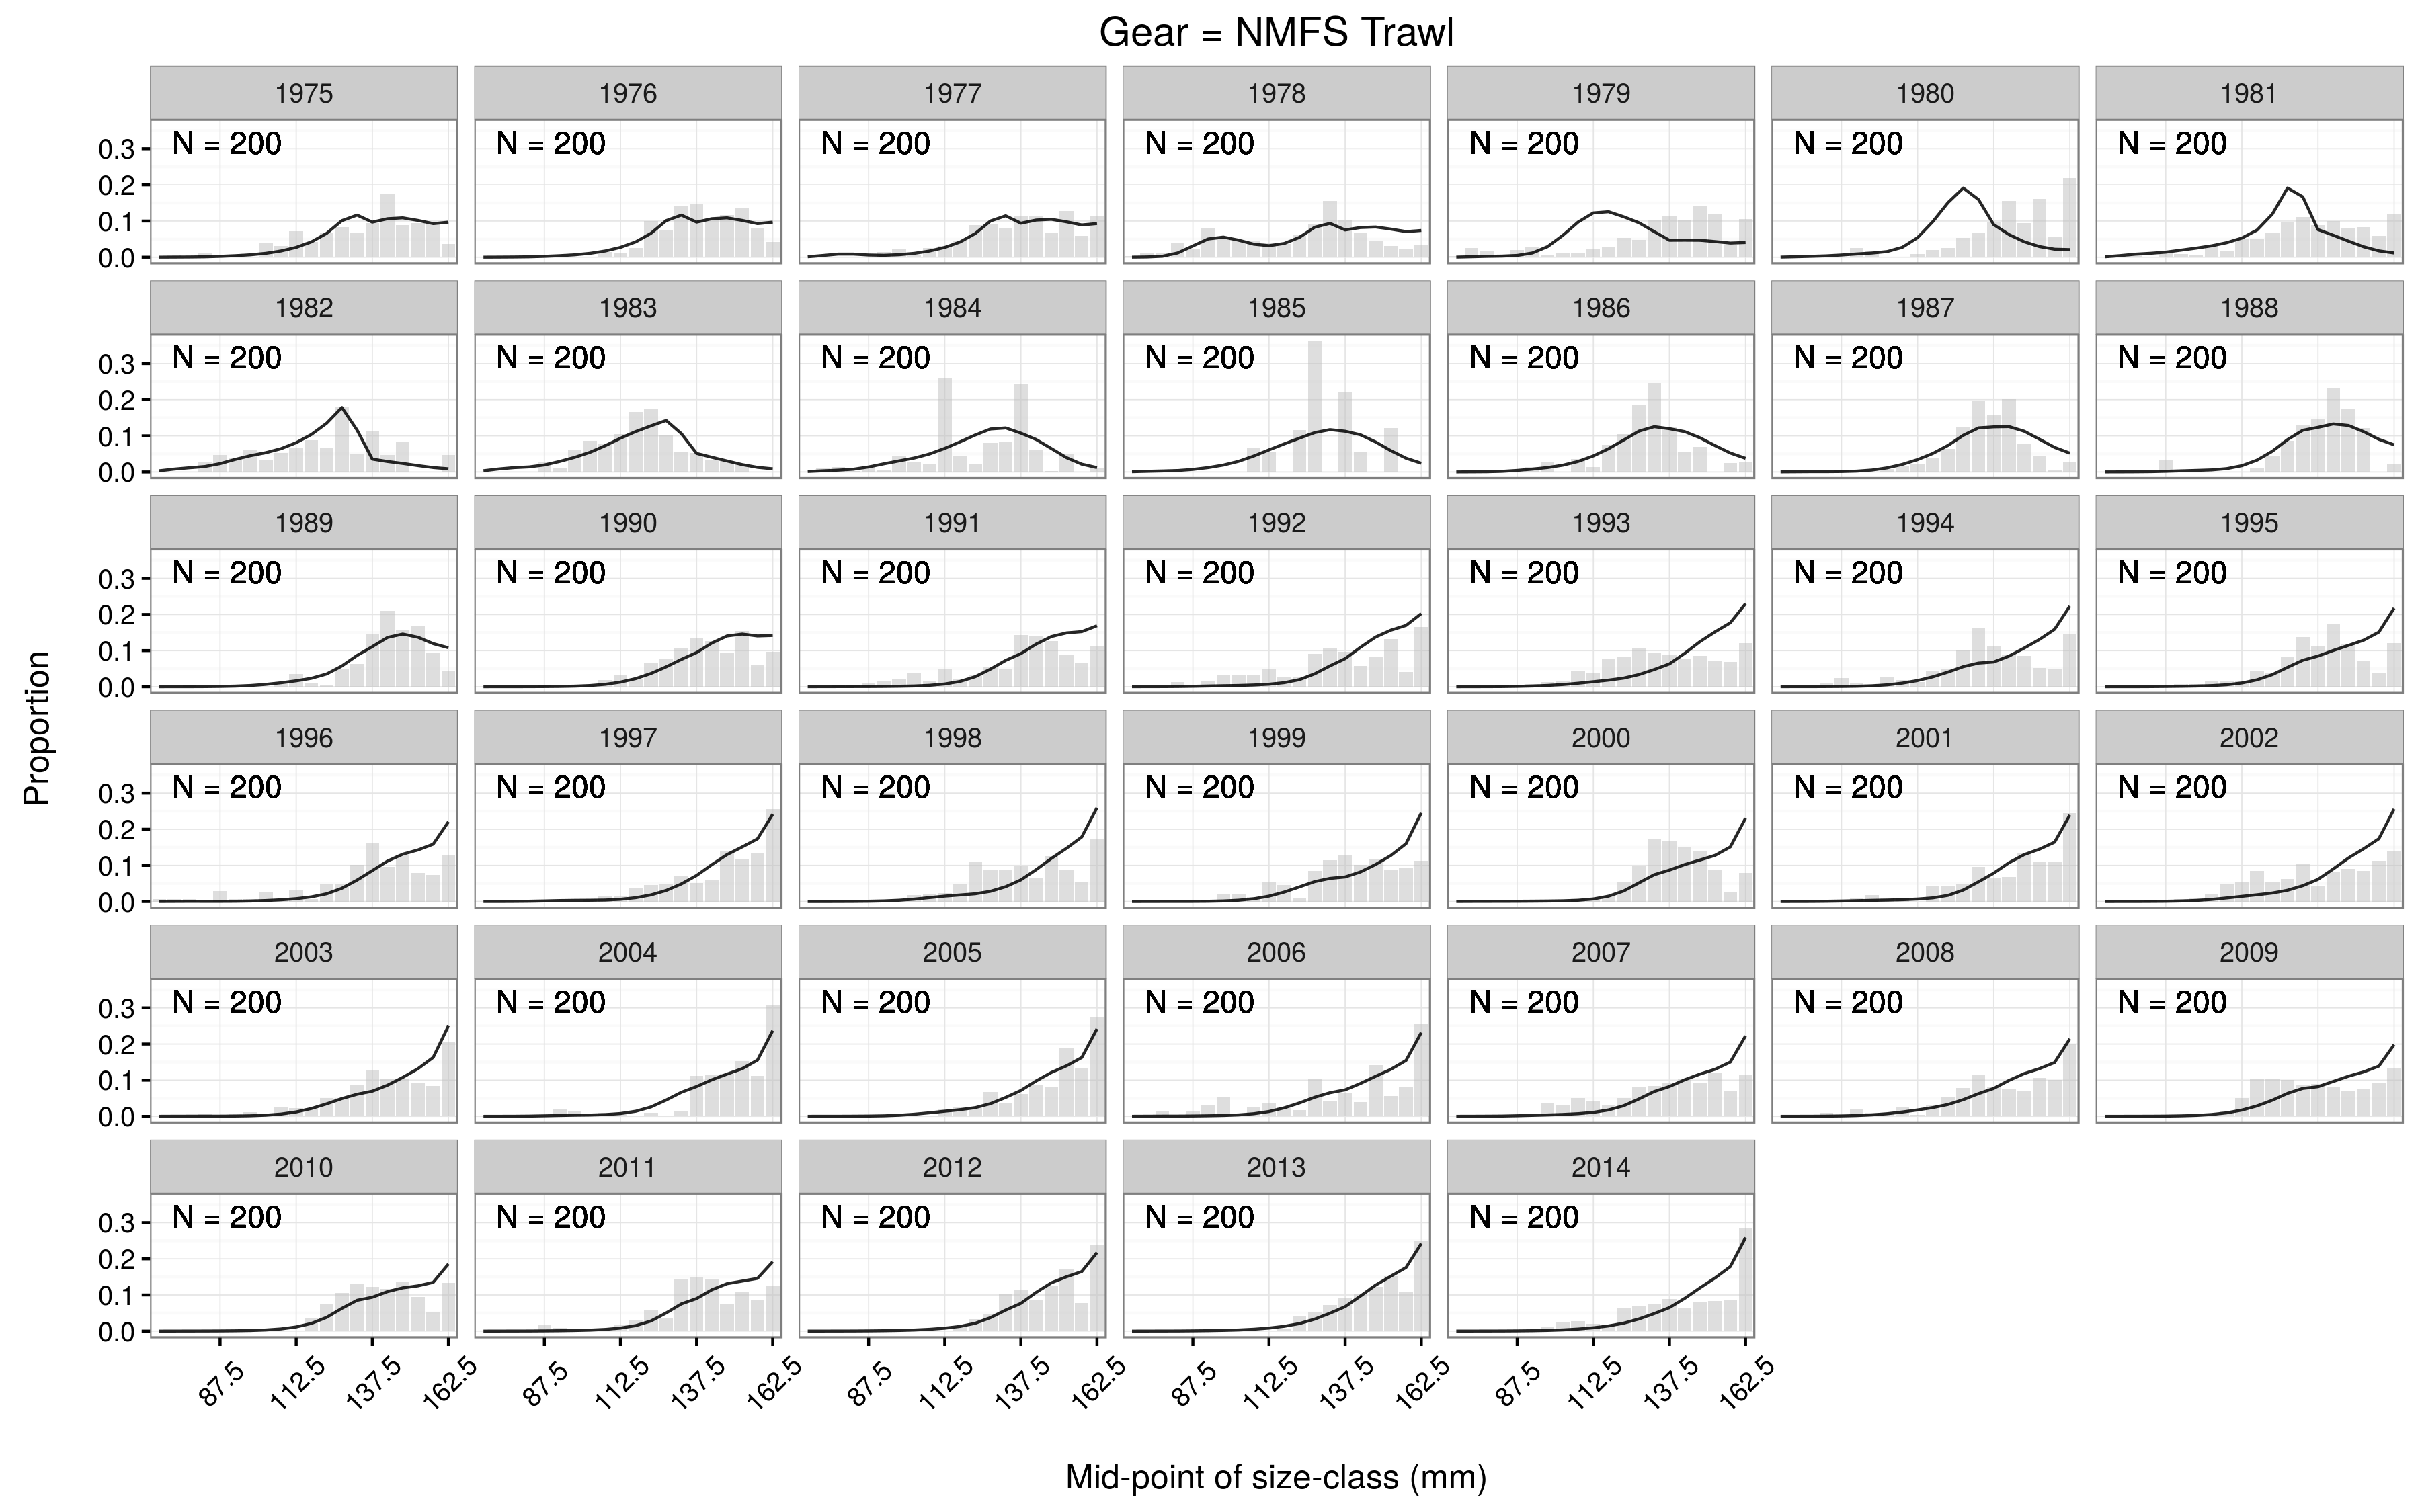 Gear = NMFS Trawl
1975 1976 1977 1978 1979 1980 1981
N = 200 N = 200 N = 200 N = 200 N = 200 N = 200 N = 200
0.3
0.2
0.1
0.0
1982 1983 1984 1985 1986 1987 1988
N = 200 N = 200 N = 200 N = 200 N = 200 N = 200 N = 200
0.3
0.2
0.1
0.0
1989 1990 1991 1992 1993 1994 1995
N = 200 N = 200 N = 200 N = 200 N = 200 N = 200 N = 200
0.3
0.2
0.1
0.0
Proportion
1996 1997 1998 1999 2000 2001 2002
N = 200 N = 200 N = 200 N = 200 N = 200 N = 200 N = 200
0.3
0.2
0.1
0.0
2003 2004 2005 2006 2007 2008 2009
N = 200 N = 200 N = 200 N = 200 N = 200 N = 200 N = 200
0.3
0.2
0.1
0.0
2010 2011 2012 2013 2014
N = 200 N = 200 N = 200 N = 200 N = 200
0.3
0.2
0.1
0.0
87.5 112.5 137.5 162.5 87.5 112.5 137.5 162.5 87.5 112.5 137.5 162.5 87.5 112.5 137.5 162.5 87.5 112.5 137.5 162.5
Mid-point of size-class (mm)